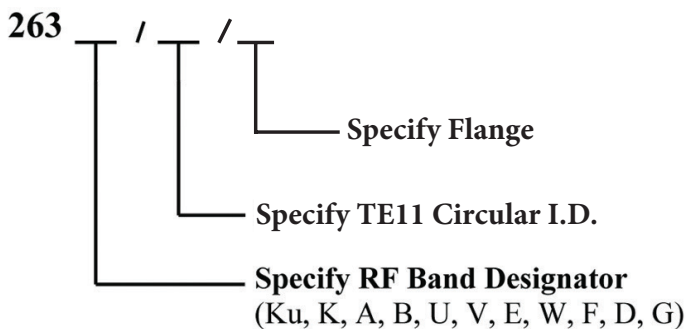 263 __ / __ / __
Specify Flange
Specify TE11 Circular I.D.
Specify RF Band Designator
(Ku, K, A, B, U, V, E, W, F, D, G)